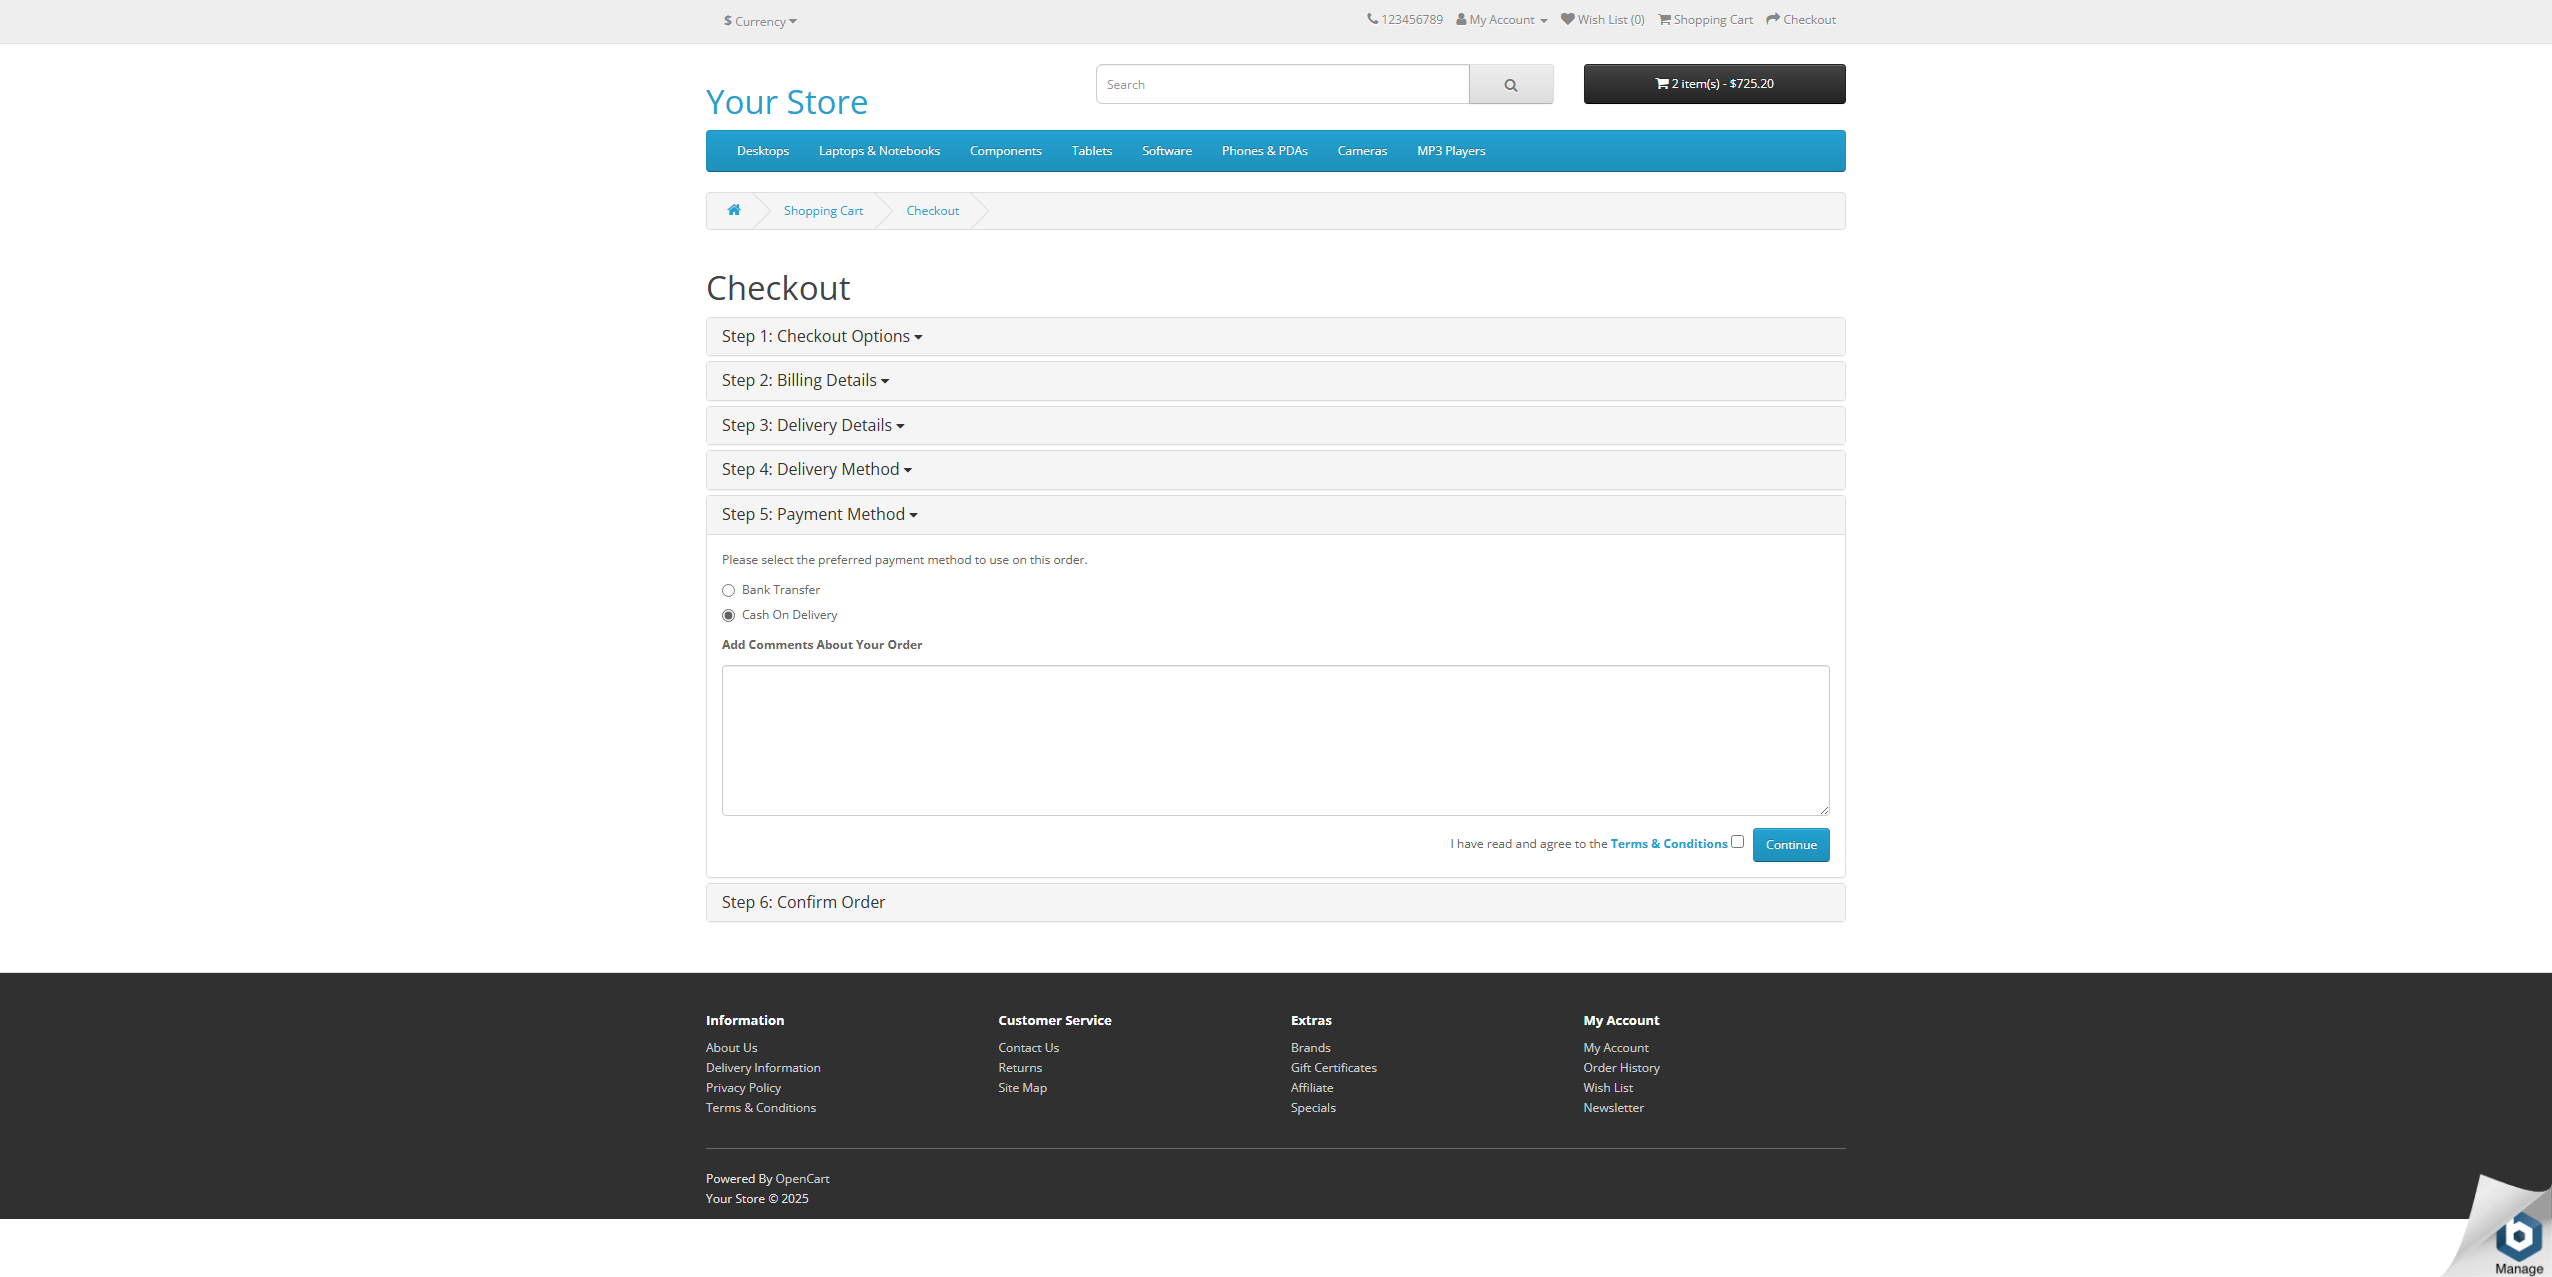 $ Currency
123456789 My Account Wish List (0) Shopping Cart Checkout
Your Store
Search
2 item(s) - $725.20
Desktops Laptops & Notebooks Components Tablets Software Phones & PDAs Cameras MP3 Players
Shopping Cart Checkout
Checkout
Step 1: Checkout Options
Step 2: Billing Details
Step 3: Delivery Details
Step 4: Delivery Method
Step 5: Payment Method
Please select the preferred payment method to use on this order.
Bank Transfer
Cash On Delivery
Add Comments About Your Order
I have read and agree to the Terms & Conditions
Continue
Step 6: Confirm Order
Information
About Us
Delivery Information
Privacy Policy
Terms & Conditions
Customer Service
Contact Us
Returns
Site Map
Extras
Brands
Gift Certificates
Affiliate
Specials
My Account
My Account
Order History
Wish List
Newsletter
Powered By OpenCart
Your Store © 2025
b
Manage